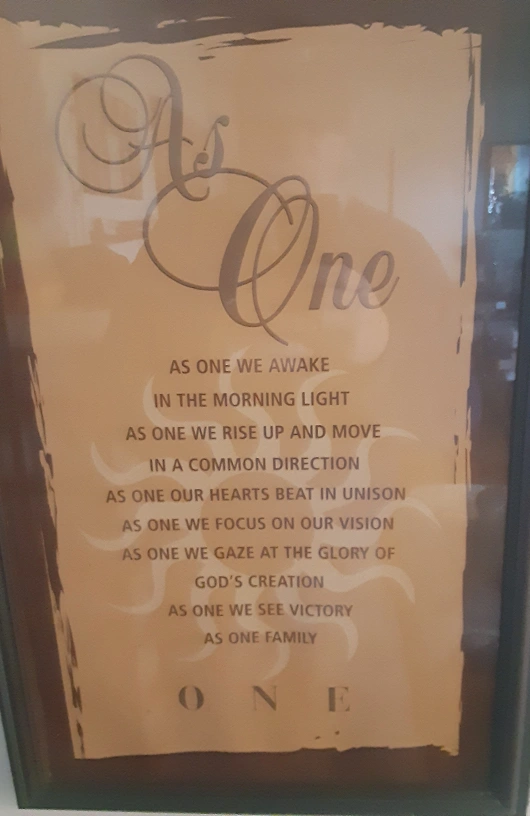 As
One
AS ONE WE AWAKE
IN THE MORNING LIGHT
AS ONE WE RISE UP AND MOVE
IN A COMMON DIRECTION
AS ONE OUR HEARTS BEAT IN UNISON
AS ONE WE FOCUS ON OUR VISION
AS ONE WE GAZE AT THE GLORY OF
GOD'S CREATION
AS ONE WE SEE VICTORY
AS ONE FAMILY
O N E